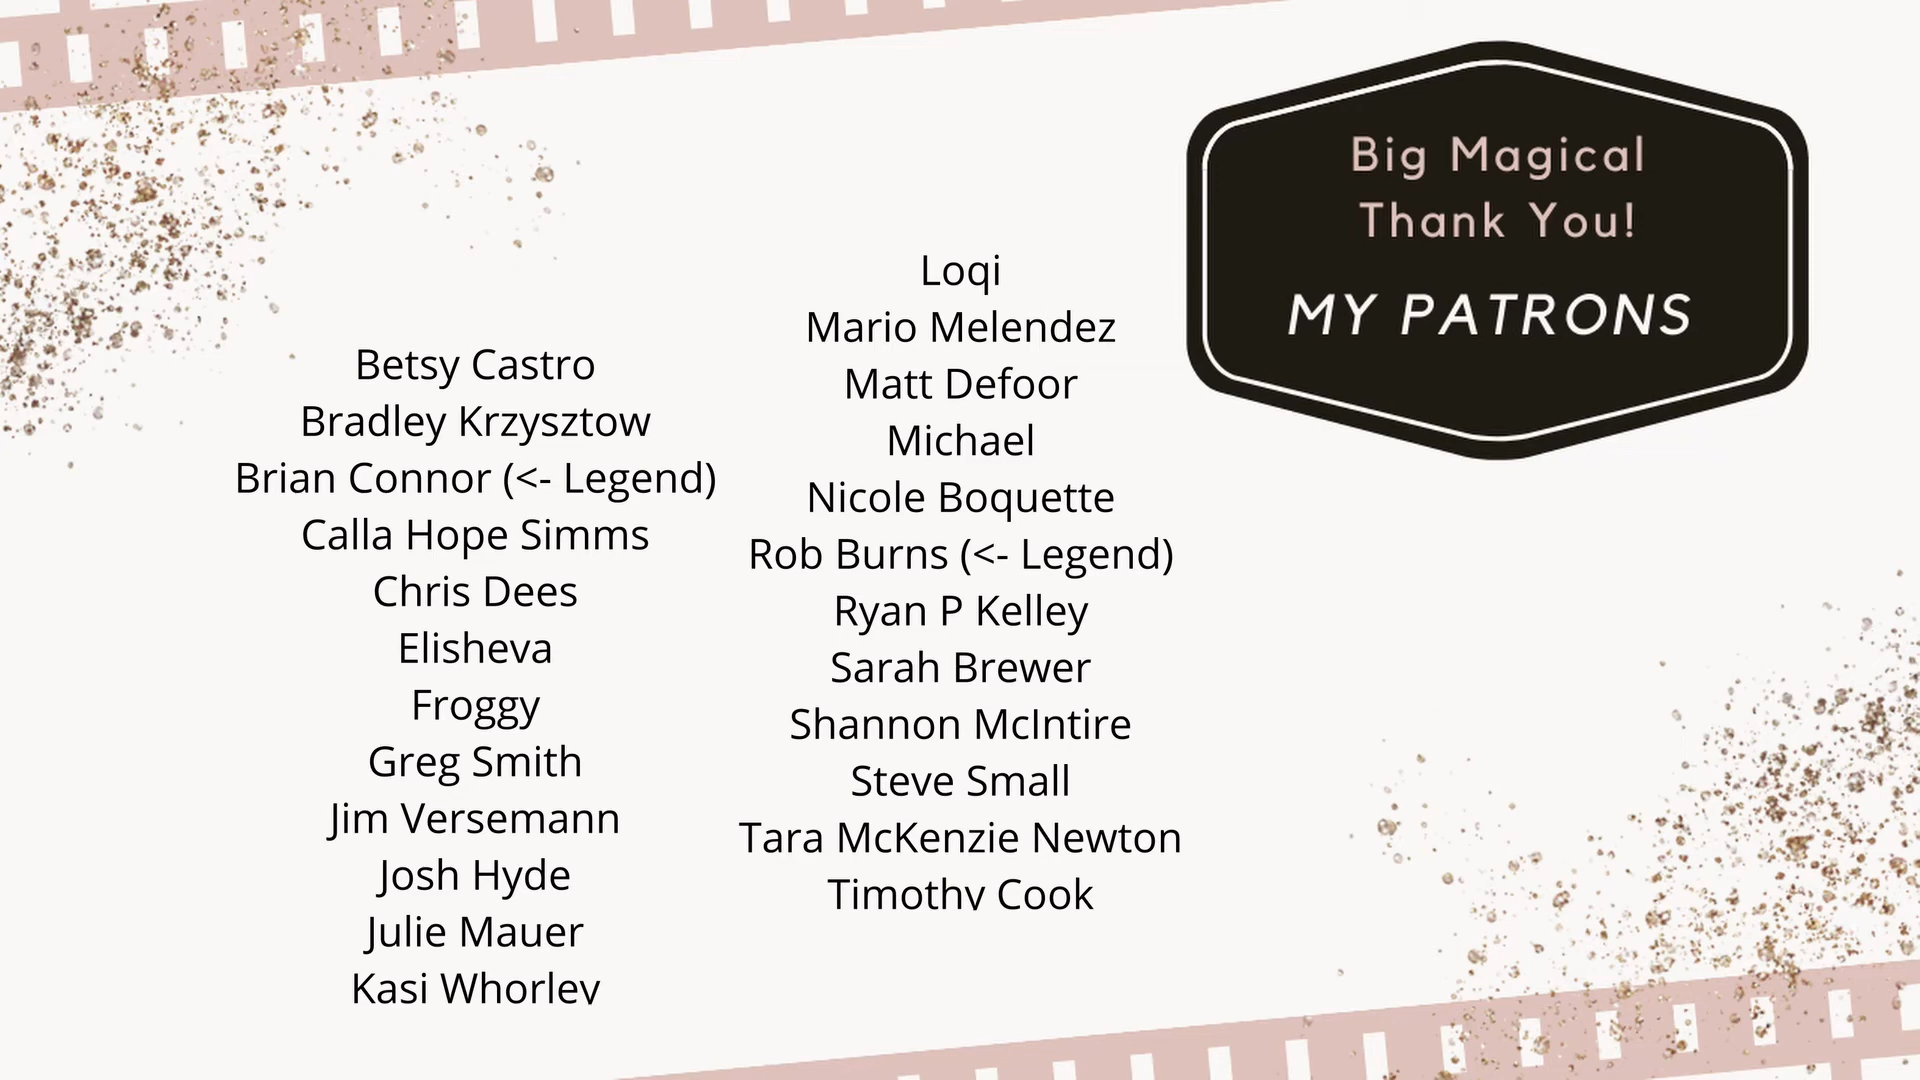 Big Magical
Thank You!
MY PATRONS
Betsy Castro
Bradley Krzysztow
Brian Connor (<- Legend)
Calla Hope Simms
Chris Dees
Elisheva
Froggy
Greg Smith
Jim Versemann
Josh Hyde
Julie Mauer
Kasi Whorley
Loqi
Mario Melendez
Matt Defoor
Michael
Nicole Boquette
Rob Burns (<- Legend)
Ryan P Kelley
Sarah Brewer
Shannon McIntire
Steve Small
Tara McKenzie Newton
Timothy Cook